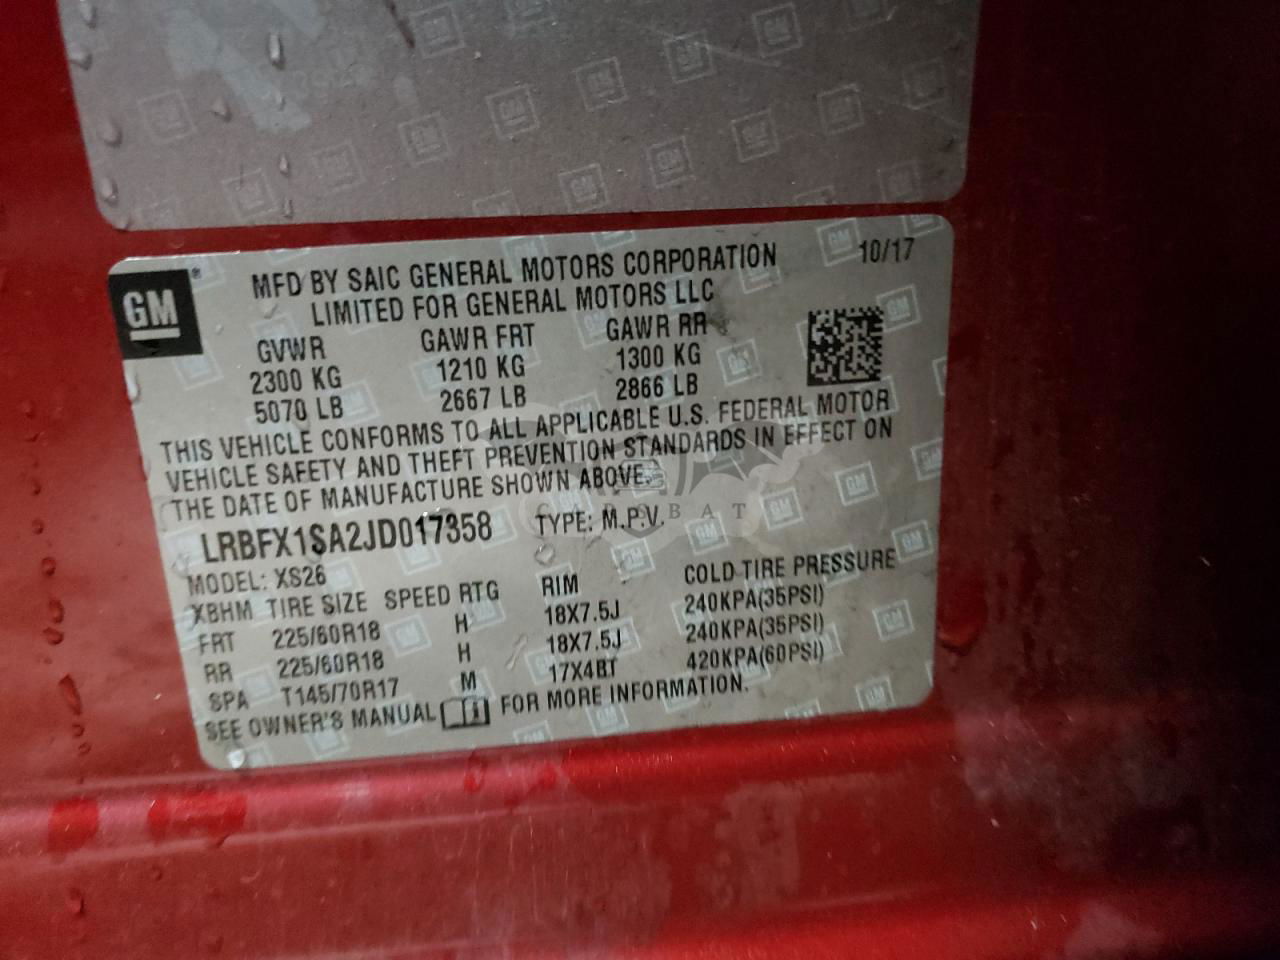 GM
MFD BY SAIC GENERAL MOTORS CORPORATION 10/17
LIMITED FOR GENERAL MOTORS LLC
GVWR GAWR FRT GAWR RR
2300 KG 1210 KG 1300 KG
5070 LB 2667 LB 2866 LB
THIS VEHICLE CONFORMS TO ALL APPLICABLE U.S. FEDERAL MOTOR
VEHICLE SAFETY AND THEFT PREVENTION STANDARDS IN EFFECT ON
THE DATE OF MANUFACTURE SHOWN ABOVE.
LRBFX1SA2JD017358 TYPE: M.P.V.
MODEL: XS26
XBHM TIRE SIZE SPEED RTG RIM COLD TIRE PRESSURE
FRT 225/60R18 H 18X7.5J 240KPA(35PSI)
RR 225/60R18 H 18X7.5J 240KPA(35PSI)
SPA T145/70R17 M 17X4BT 420KPA(60PSI)
SEE OWNER'S MANUAL FOR MORE INFORMATION.